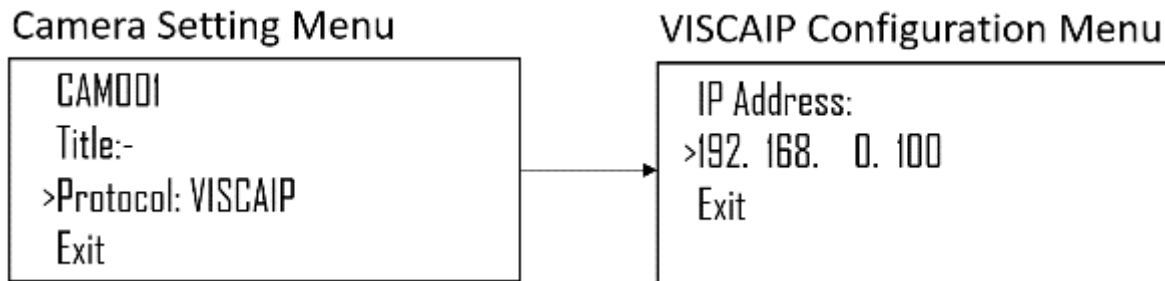 Camera Setting Menu
CAM001
Title:-
>Protocol: VISCAIP
Exit
VISCAIP Configuration Menu
IP Address:
>192. 168. 0. 100
Exit